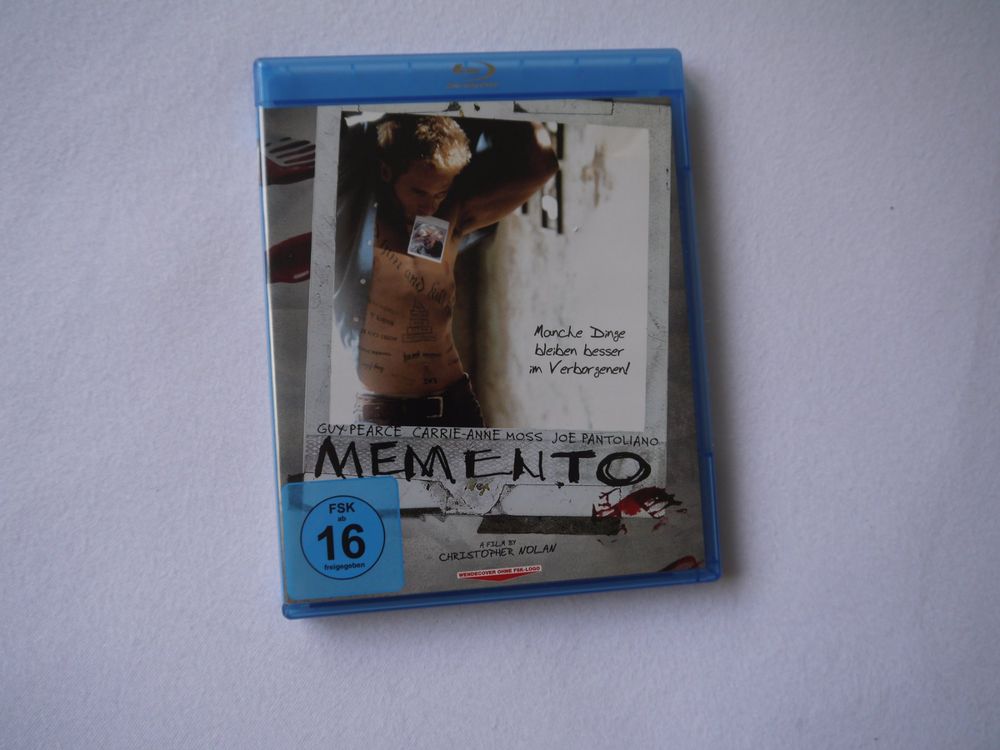 Manche Dinge
bleiben besser
im Verborgenen!
GUY PEARCE CARRIE-ANNE MOSS JOE PANTOLIANO
MEMENTO
FSK
ab
16
freigegeben
A FILM BY
CHRISTOPHER NOLAN
WENDECOVER OHNE FSK-LOGO